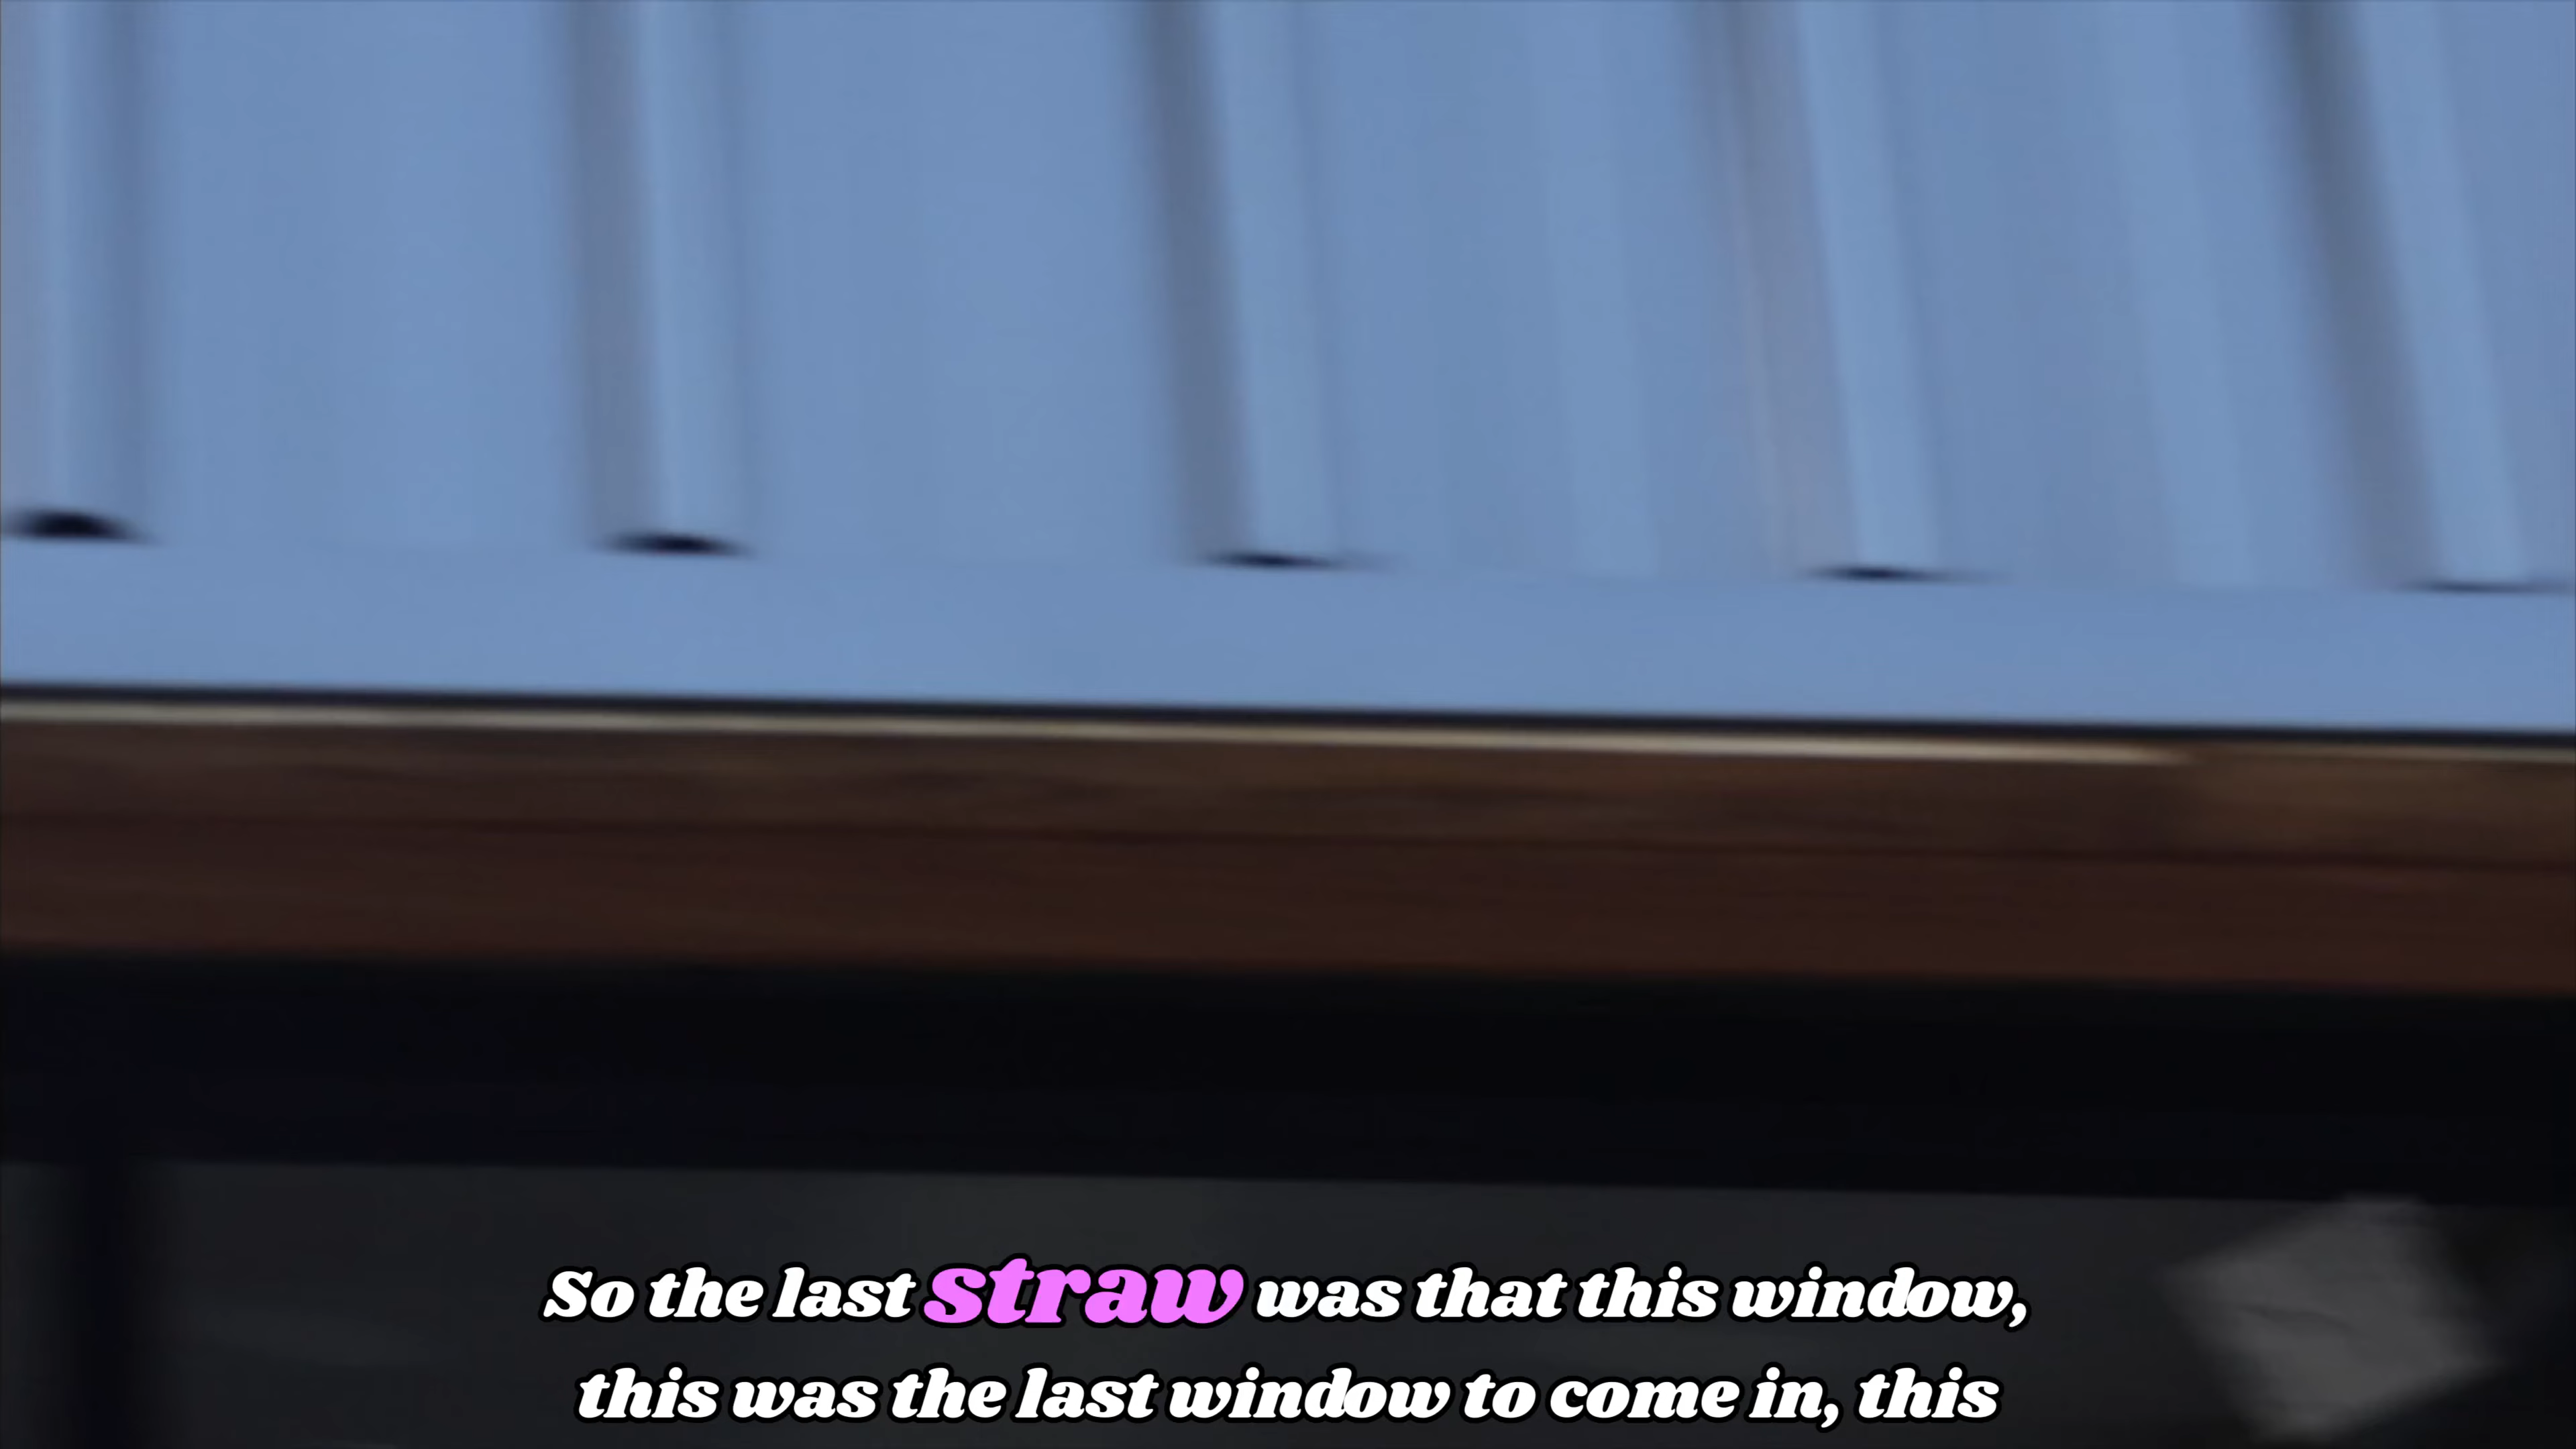 So the last straw was that this window,
this was the last window to come in, this